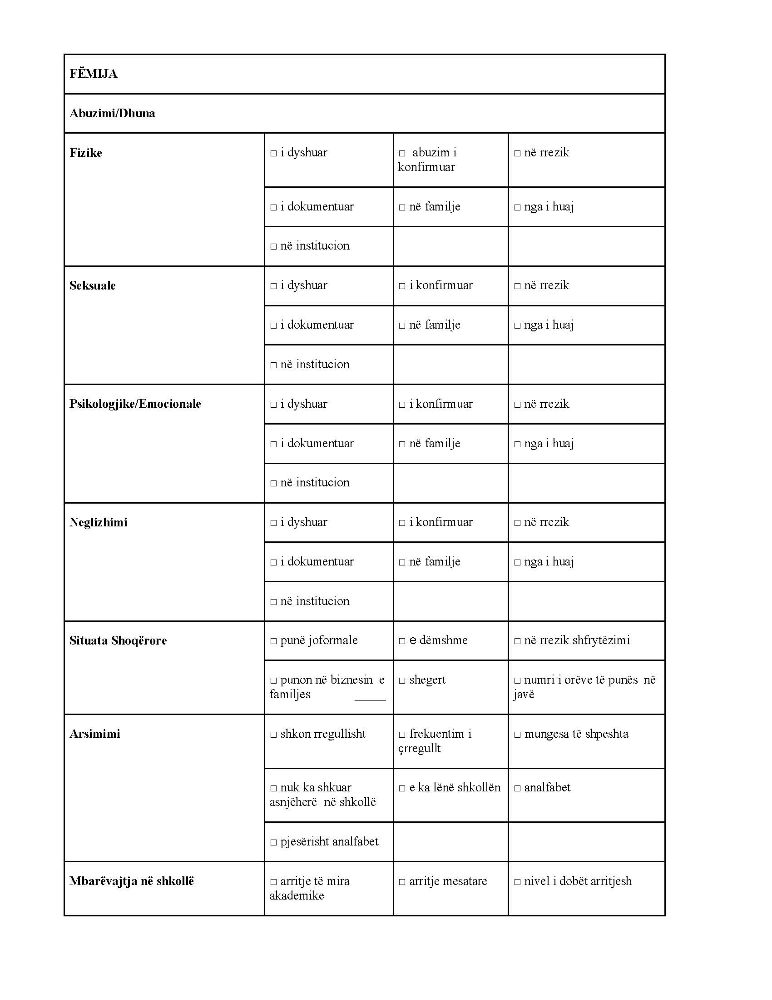 FËMIJA
Abuzimi/Dhuna
Fizike
□ i dyshuar
□ abuzim i
konfirmuar
□ në rrezik
□ i dokumentuar
□ në familje
□ nga i huaj
□ në institucion
Seksuale
□ i dyshuar
□ i konfirmuar
□ në rrezik
□ i dokumentuar
□ në familje
□ nga i huaj
□ në institucion
Psikologjike/Emocionale
□ i dyshuar
□ i konfirmuar
□ në rrezik
□ i dokumentuar
□ në familje
□ nga i huaj
□ në institucion
Neglizhimi
□ i dyshuar
□ i konfirmuar
□ në rrezik
□ i dokumentuar
□ në familje
□ nga i huaj
□ në institucion
Situata Shoqërore
□ punë joformale
□ e dëmshme
□ në rrezik shfrytëzimi
□ punon në biznesin e
familjes _____
□ shegert
□ numri i orëve të punës në
javë
Arsimimi
□ shkon rregullisht
□ frekuentim i
çrregullt
□ mungesa të shpeshta
□ nuk ka shkuar
asnjëherë në shkollë
□ e ka lënë shkollën
□ analfabet
□ pjesërisht analfabet
Mbarëvajtja në shkollë
□ arritje të mira
akademike
□ arritje mesatare
□ nivel i dobët arritjesh